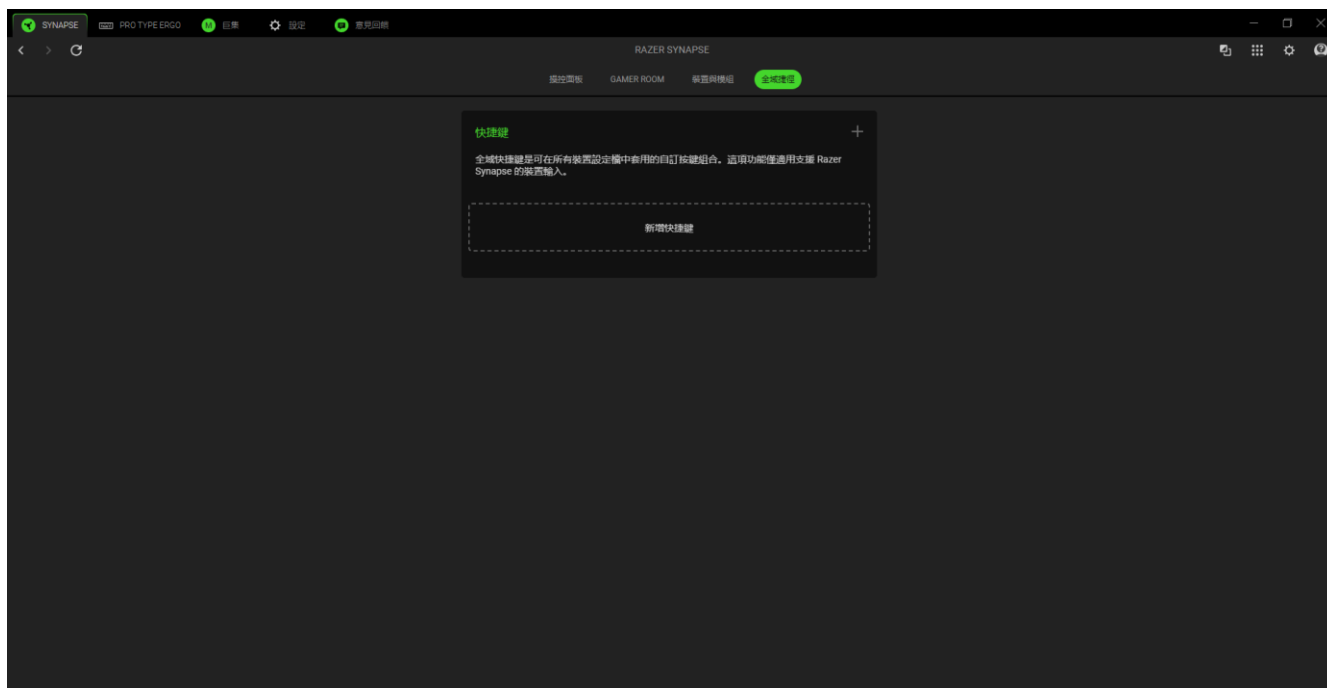 SYNAPSE
PRO TYPE ERGO
巨集
設定
意見回饋
RAZER SYNAPSE
操控面板
GAMER ROOM
裝置與模組
全域捷徑
快捷鍵
全域快捷鍵是可在所有裝置設定檔中套用的自訂按鍵組合。這項功能僅適用支援 Razer
Synapse 的裝置輸入。
新增快捷鍵